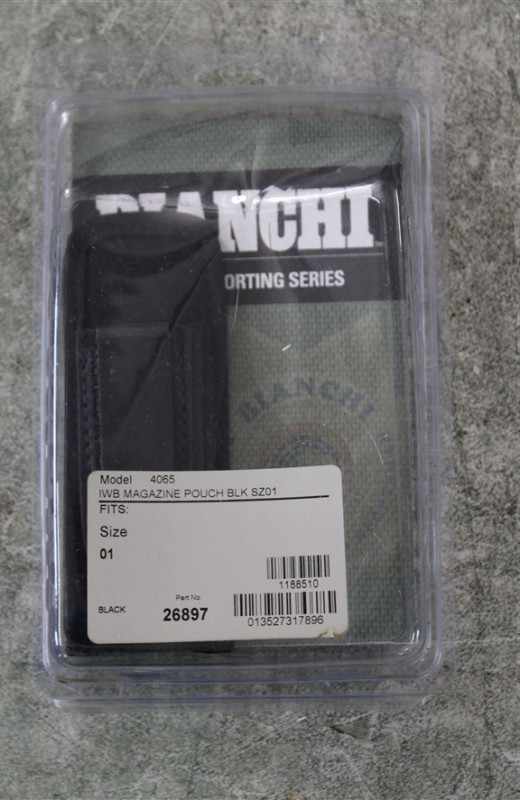 BIANCHI
ORTING SERIES
BIANCHI
Model 4065
IWB MAGAZINE POUCH BLK SZ01
FITS:
Size
01
1188510
BLACK
Part No.
26897
013527317896